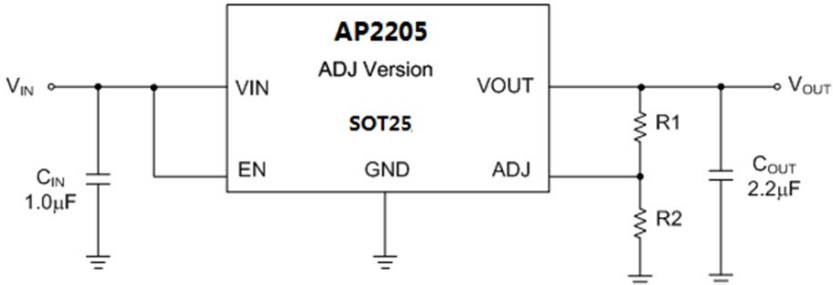 AP2205
ADJ Version
SOT25
VIN
VIN
VOUT
VOUT
EN
GND
ADJ
R1
R2
CIN
1.0µF
COUT
2.2µF